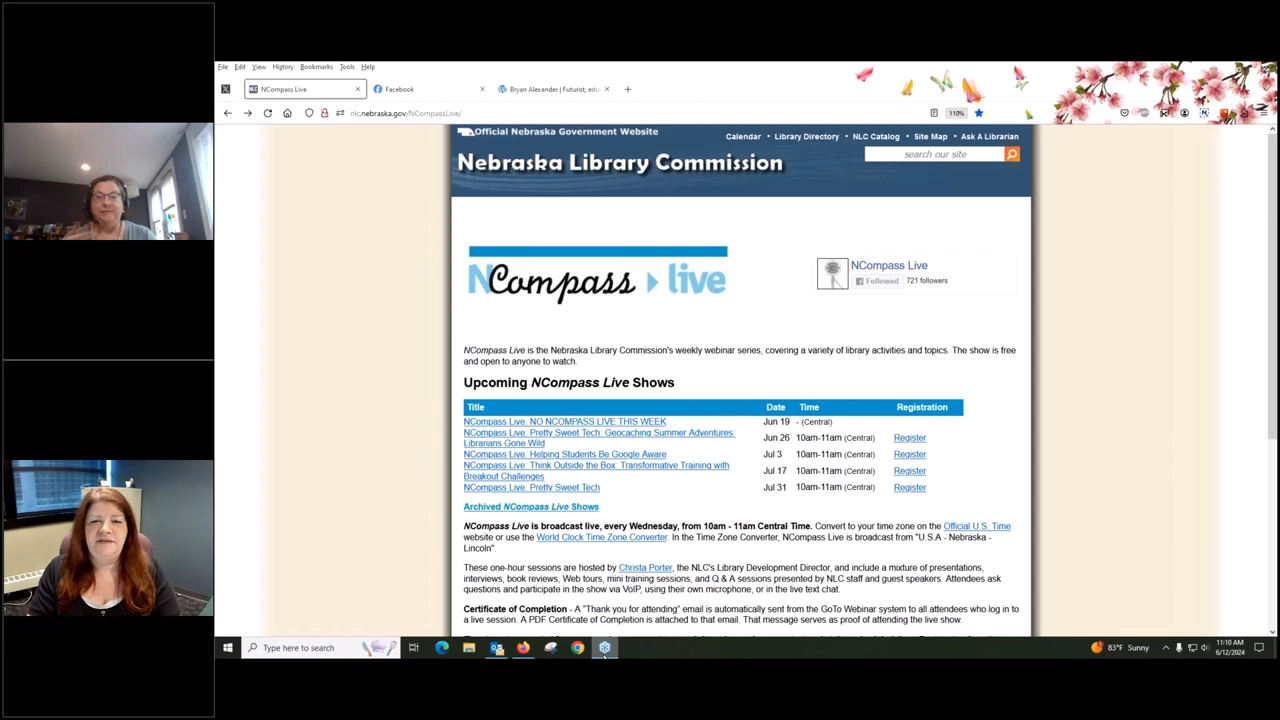 File Edit View History Bookmarks Tools Help
NCompass Live
Facebook
Bryan Alexander | Futurist, edu
nlc.nebraska.gov/NCompassLive/
110%
Official Nebraska Government Website
Calendar • Library Directory • NLC Catalog • Site Map • Ask A Librarian
Nebraska Library Commission
search our site
NCompass live
NCompass Live
Followed 721 followers
NCompass Live is the Nebraska Library Commission's weekly webinar series, covering a variety of library activities and topics. The show is free
and open to anyone to watch.
Upcoming NCompass Live Shows
Title Date Time Registration
NCompass Live: NO NCOMPASS LIVE THIS WEEK Jun 19 - (Central)
NCompass Live: Pretty Sweet Tech: Geocaching Summer Adventures:
Librarians Gone Wild Jun 26 10am-11am (Central) Register
NCompass Live: Helping Students Be Google Aware Jul 3 10am-11am (Central) Register
NCompass Live: Think Outside the Box: Transformative Training with
Breakout Challenges Jul 17 10am-11am (Central) Register
NCompass Live: Pretty Sweet Tech Jul 31 10am-11am (Central) Register
Archived NCompass Live Shows
NCompass Live is broadcast live, every Wednesday, from 10am - 11am Central Time. Convert to your time zone on the Official U.S. Time
website or use the World Clock Time Zone Converter. In the Time Zone Converter, NCompass Live is broadcast from "U.S.A - Nebraska -
Lincoln".
These one-hour sessions are hosted by Christa Porter, the NLC's Library Development Director, and include a mixture of presentations,
interviews, book reviews, Web tours, mini training sessions, and Q & A sessions presented by NLC staff and guest speakers. Attendees ask
questions and participate in the show via VoIP, using their own microphone, or in the live text chat.
Certificate of Completion - A "Thank you for attending" email is automatically sent from the GoTo Webinar system to all attendees who log in to
a live session. A PDF Certificate of Completion is attached to that email. That message serves as proof of attending the live show.
Type here to search
83°F Sunny
11:10 AM
6/12/2024